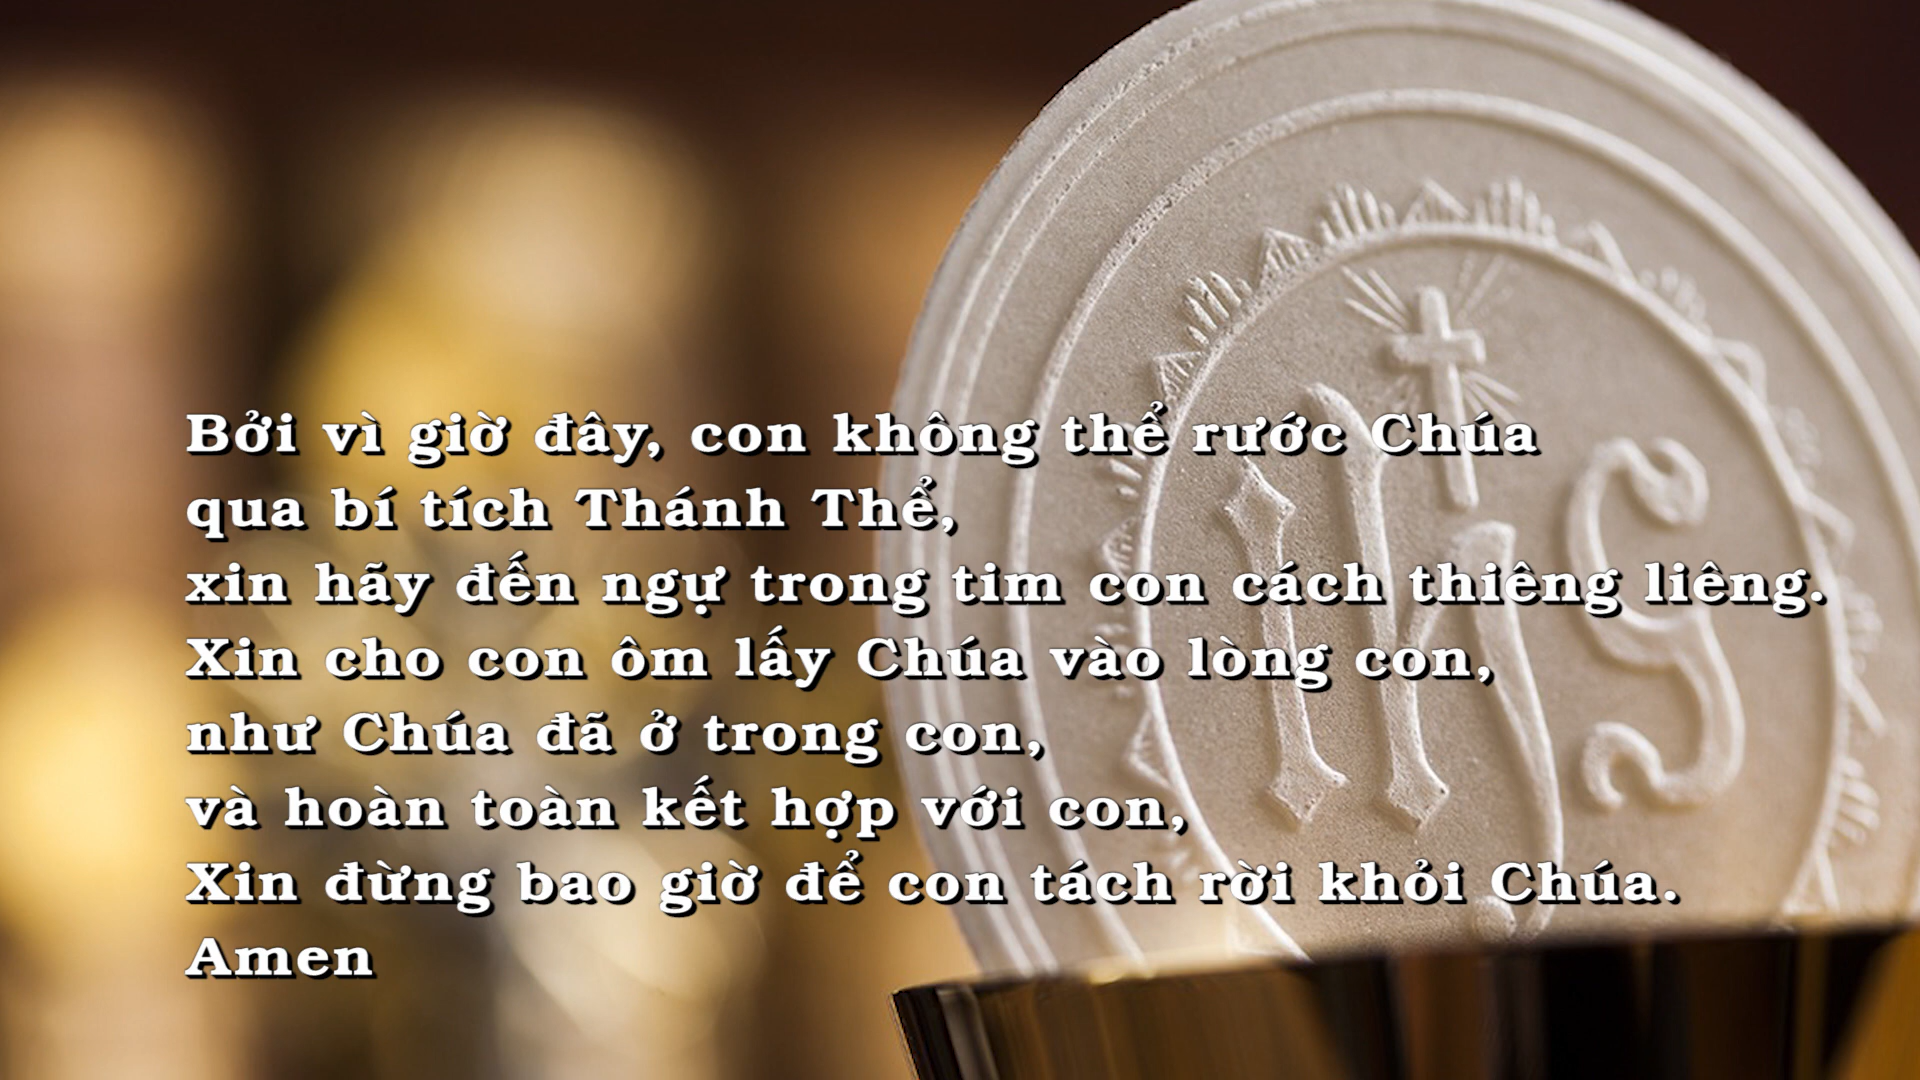 Bởi vì giờ đây, con không thể rước Chúa
qua bí tích Thánh Thể,
xin hãy đến ngự trong tim con cách thiêng liêng.
Xin cho con ôm lấy Chúa vào lòng con,
như Chúa đã ở trong con,
và hoàn toàn kết hợp với con,
Xin đừng bao giờ để con tách rời khỏi Chúa.
Amen
IHS